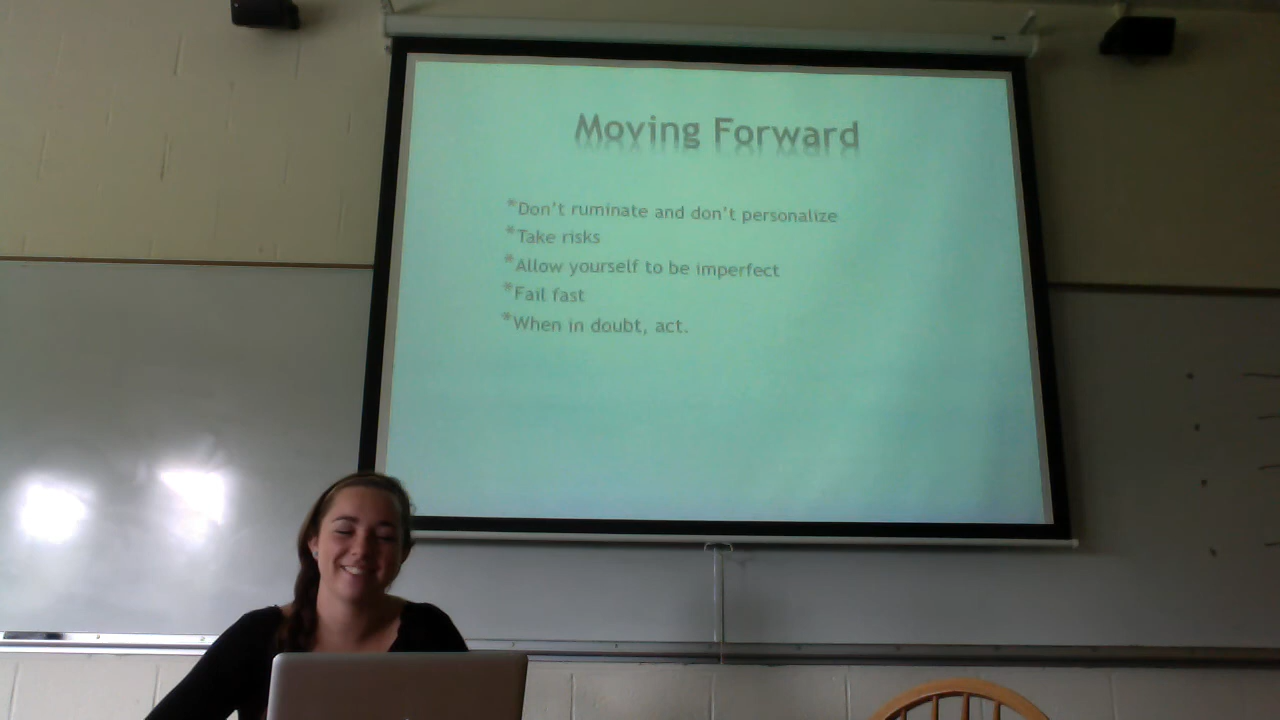 Moving Forward
*Don't ruminate and don't personalize
*Take risks
*Allow yourself to be imperfect
*Fail fast
*When in doubt, act.